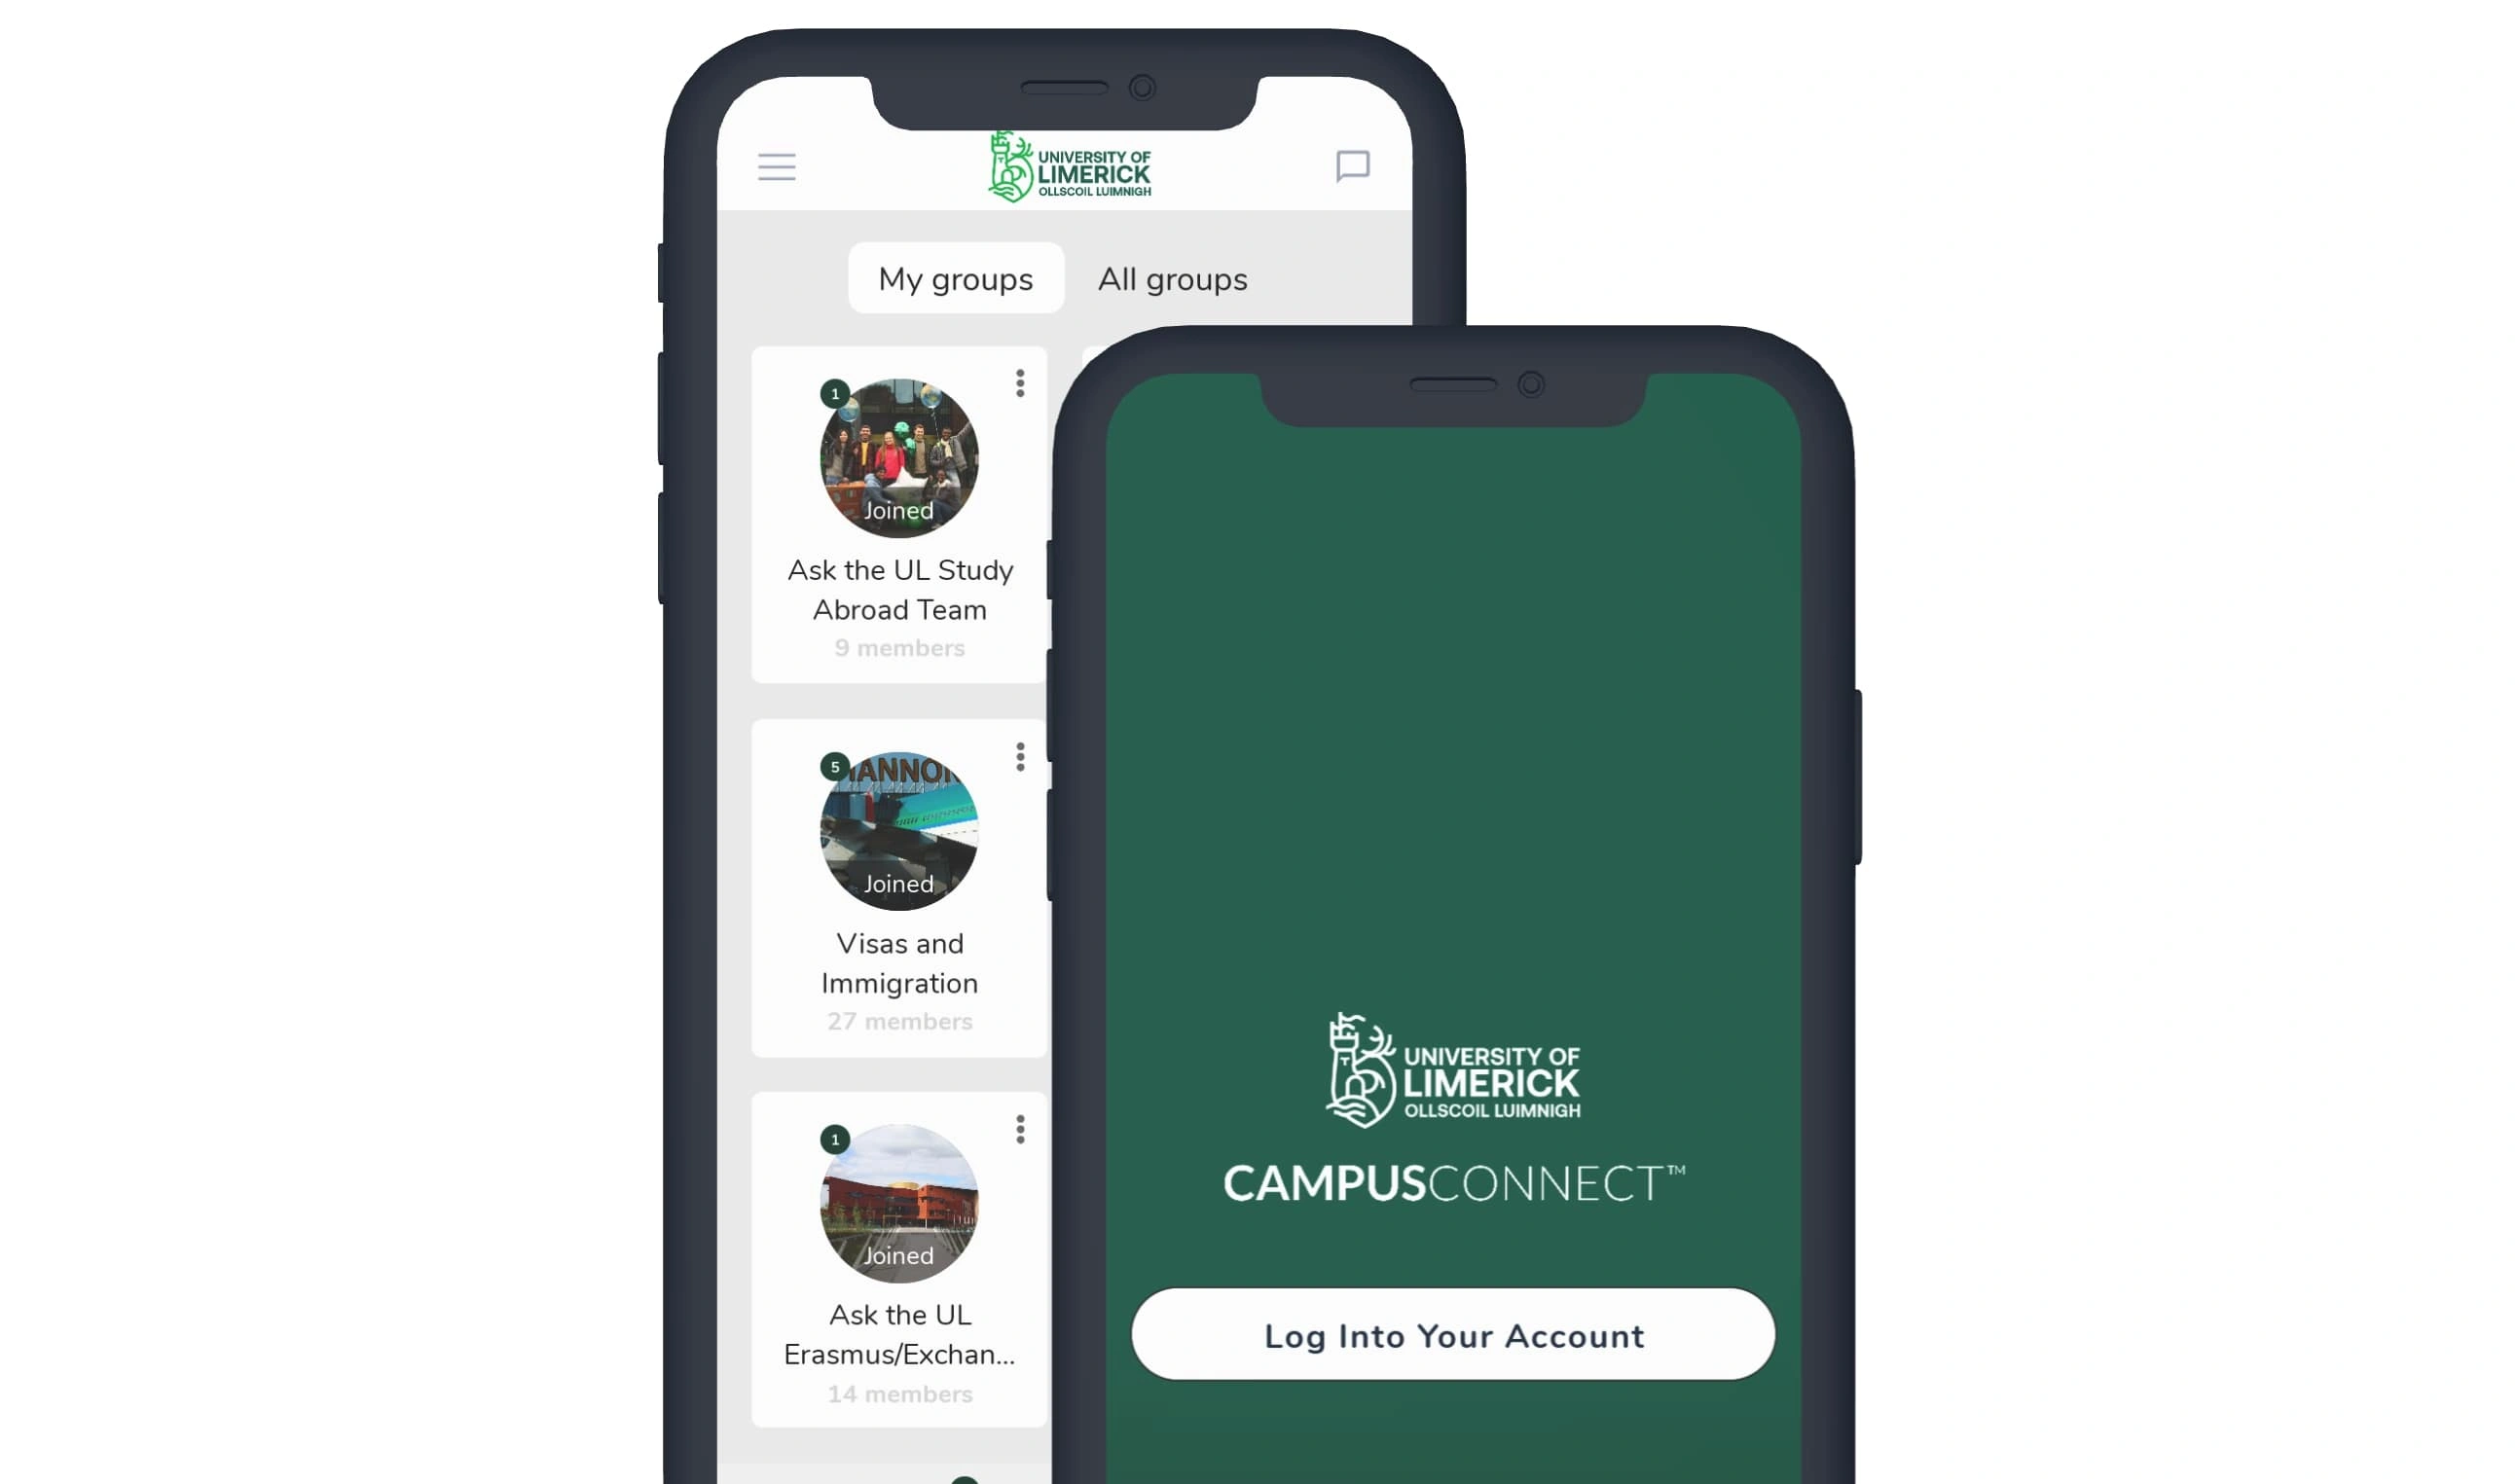 UNIVERSITY OF
LIMERICK
OLLSCOIL LUIMNIGH
My groups
All groups
1
Joined
Ask the UL Study
Abroad Team
9 members
5
HANNON
Joined
Visas and
Immigration
27 members
1
Joined
Ask the UL
Erasmus/Exchan...
14 members
UNIVERSITY OF
LIMERICK
OLLSCOIL LUIMNIGH
CAMPUSCONNECT™
Log Into Your Account